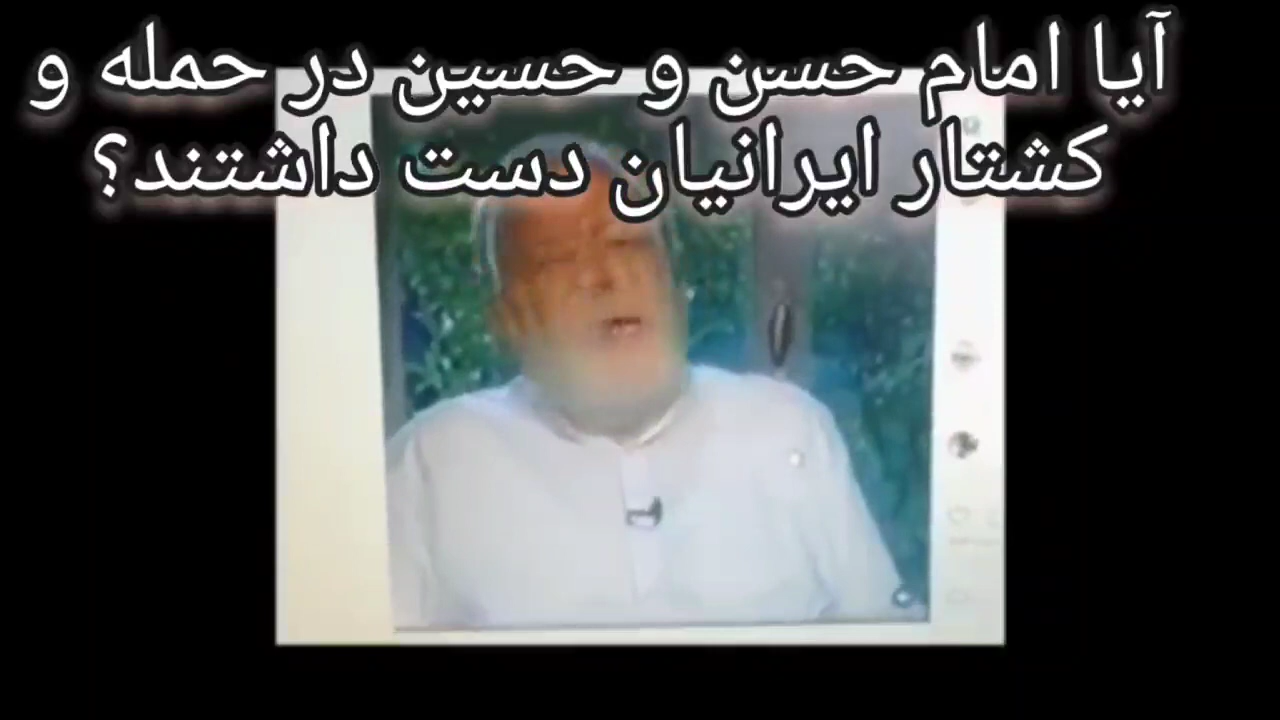 آیا امام حسن و حسین در حمله و
کشتار ایرانیان دست داشتند؟